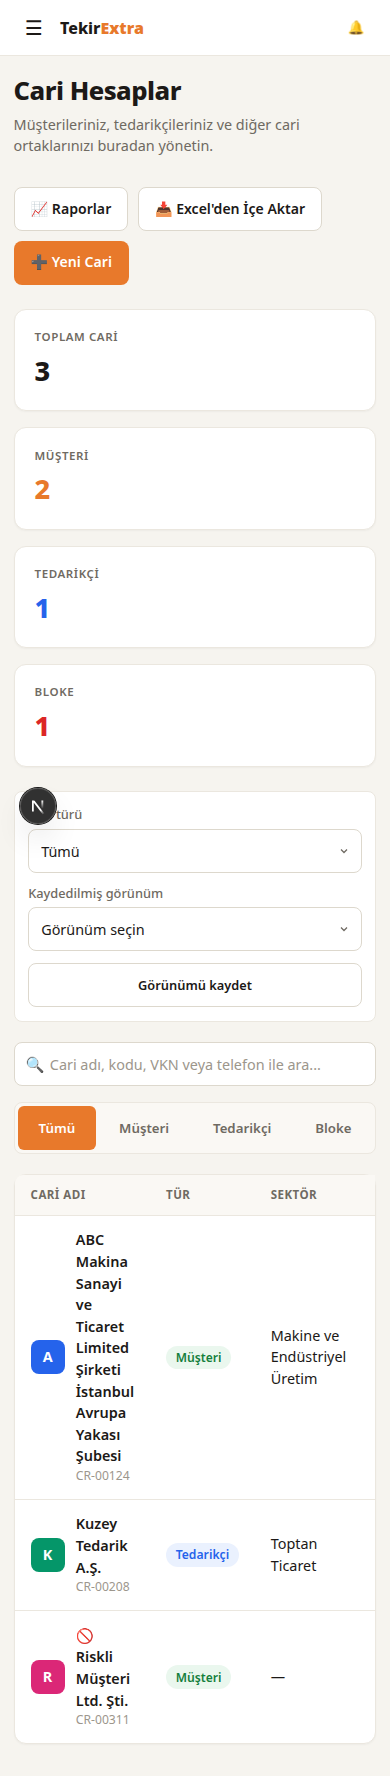 ☰ TekirExtra 🔔
Cari Hesaplar
Müşterileriniz, tedarikçileriniz ve diğer cari
ortaklarınızı buradan yönetin.
📈 Raporlar
📥 Excel'den İçe Aktar
➕ Yeni Cari
TOPLAM CARİ
3
MÜŞTERİ
2
TEDARİKÇİ
1
BLOKE
1
N
türü
Tümü
Kaydedilmiş görünüm
Görünüm seçin
Görünümü kaydet
🔍 Cari adı, kodu, VKN veya telefon ile ara...
Tümü Müşteri Tedarikçi Bloke
CARİ ADI TÜR SEKTÖR
A
ABC
Makina
Sanayi
ve
Ticaret
Limited
Şirketi
İstanbul
Avrupa
Yakası
Şubesi
CR-00124
Müşteri
Makine ve
Endüstriyel
Üretim
K
Kuzey
Tedarik
A.Ş.
CR-00208
Tedarikçi
Toptan
Ticaret
R
🚫
Riskli
Müşteri
Ltd. Şti.
CR-00311
Müşteri
—